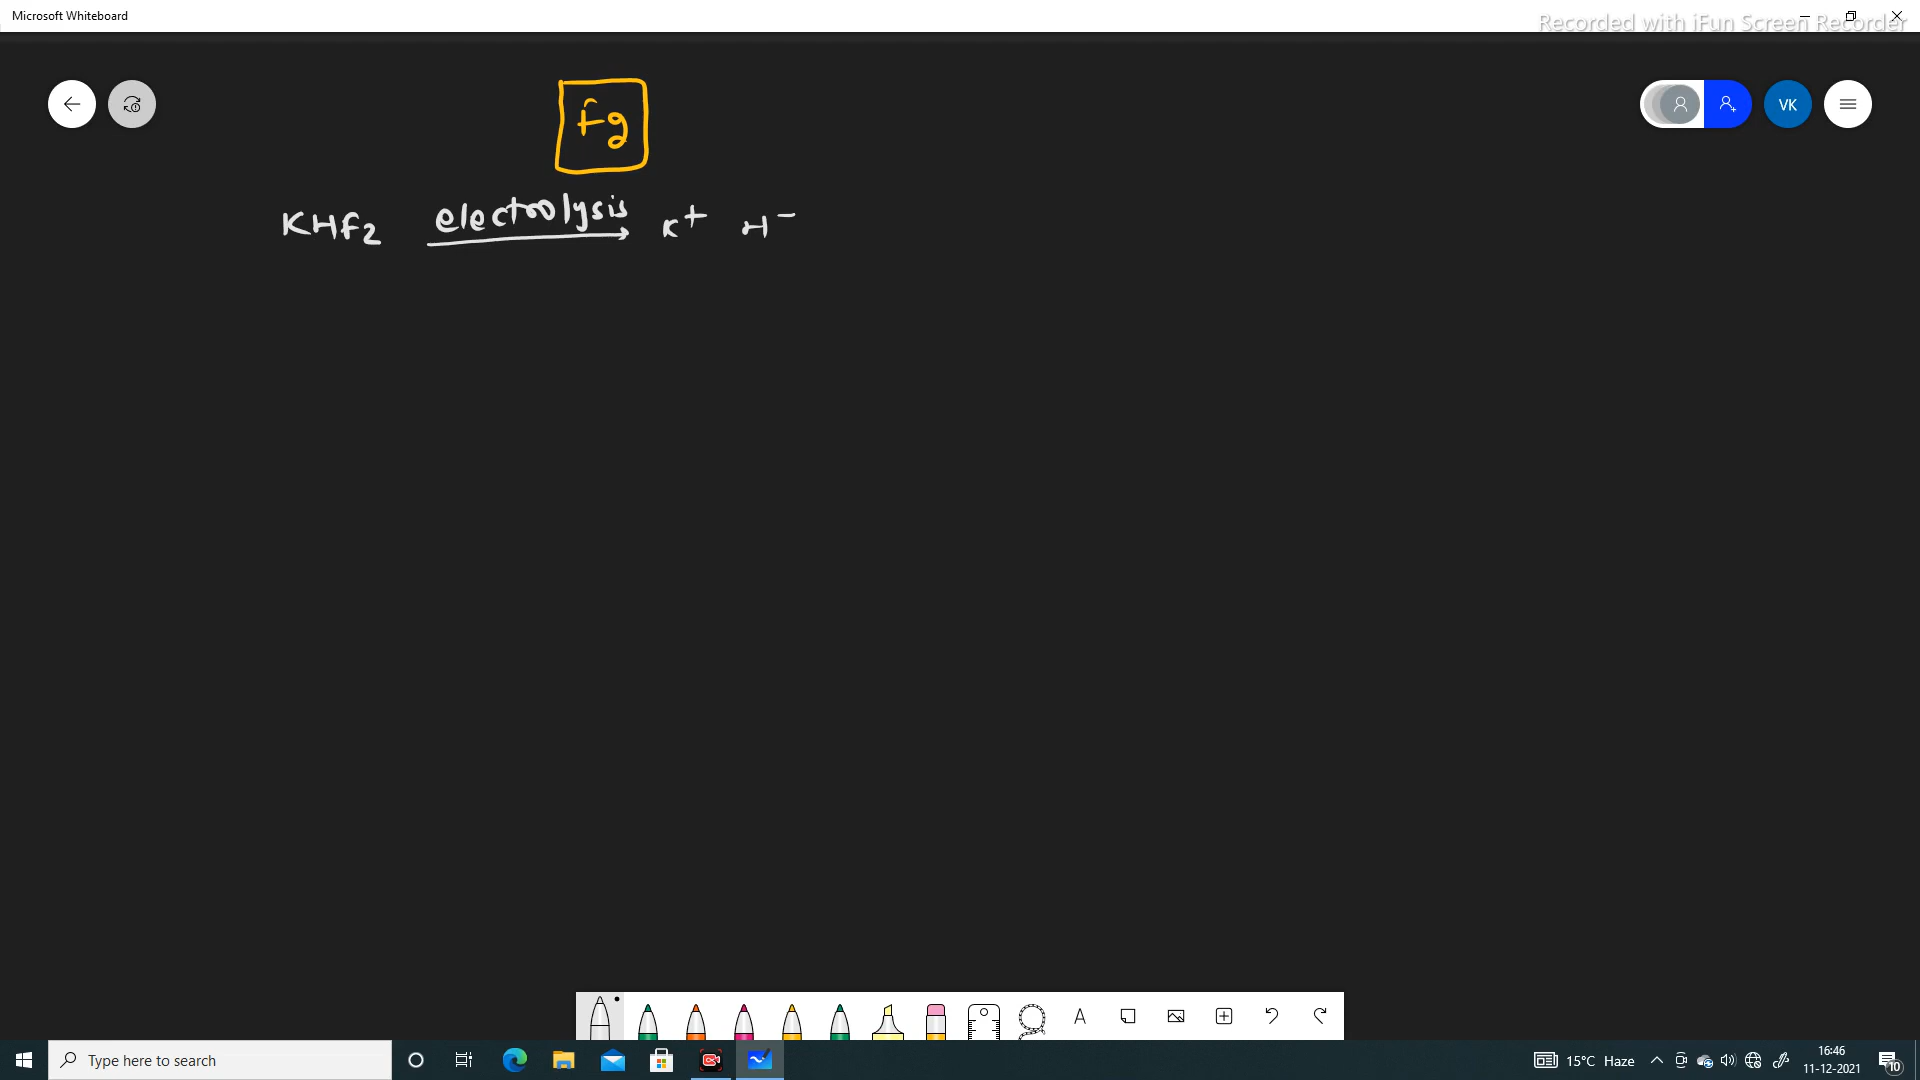 Microsoft Whiteboard
Recorded with iFun Screen Recorder
VK
Fg
KHF2 electrolysis K+ H−
A
Type here to search
15°C Haze
16:46
11-12-2021
10